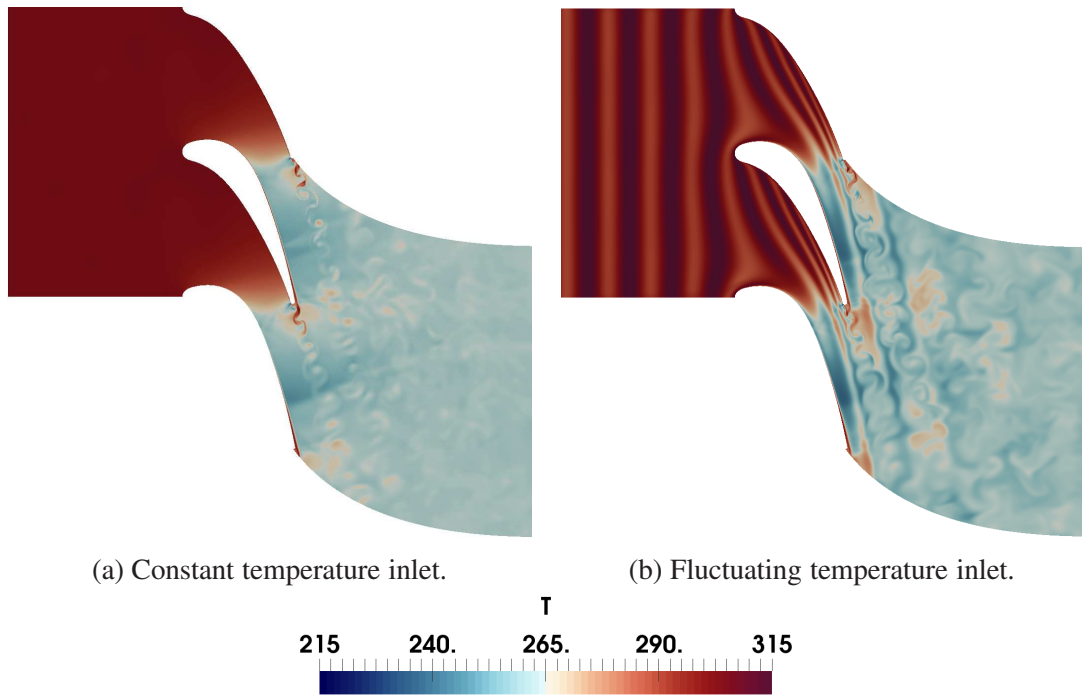 (a) Constant temperature inlet.
(b) Fluctuating temperature inlet.
T
215 240. 265. 290. 315